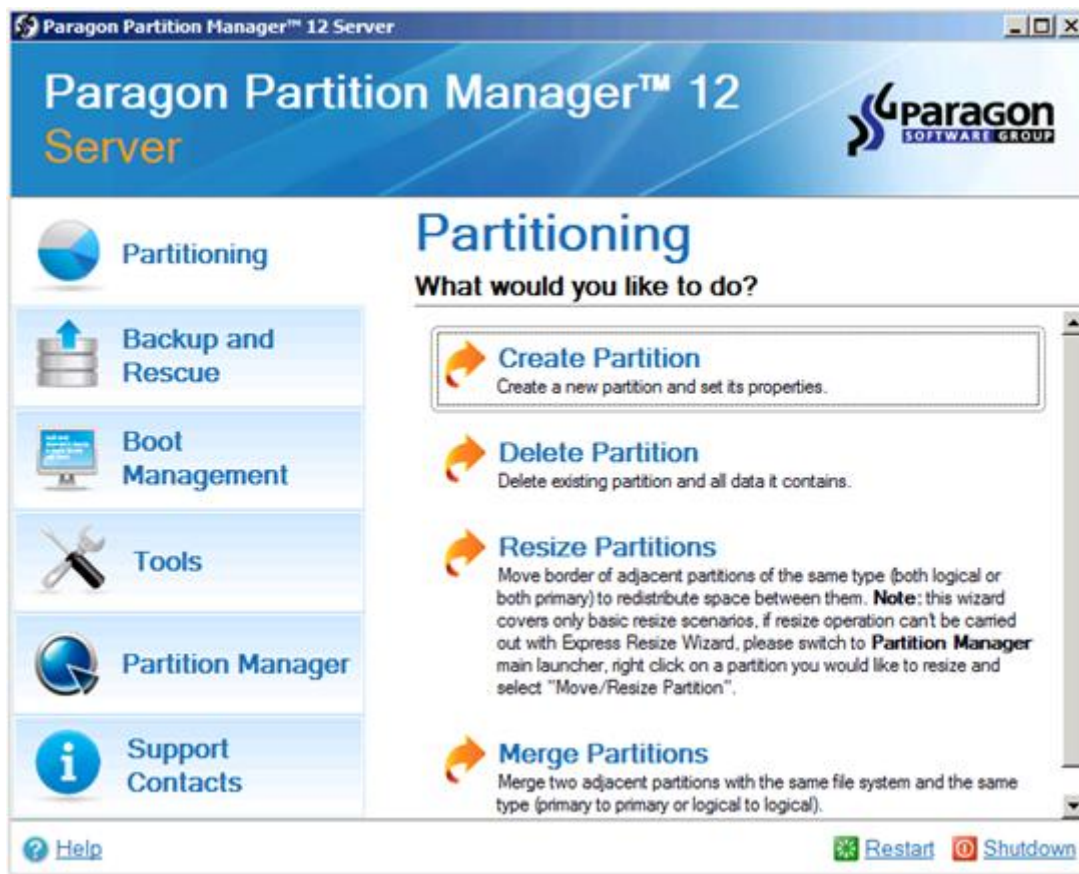 Paragon Partition Manager™ 12 Server
Paragon Partition Manager™ 12
Server
Paragon
SOFTWARE GROUP
Partitioning
Backup and
Rescue
Boot
Management
Tools
Partition Manager
Support
Contacts
Partitioning
What would you like to do?
Create Partition
Create a new partition and set its properties.
Delete Partition
Delete existing partition and all data it contains.
Resize Partitions
Move border of adjacent partitions of the same type (both logical or
both primary) to redistribute space between them. Note: this wizard
covers only basic resize scenarios, if resize operation can't be carried
out with Express Resize Wizard, please switch to Partition Manager
main launcher, right click on a partition you would like to resize and
select "Move/Resize Partition".
Merge Partitions
Merge two adjacent partitions with the same file system and the same
type (primary to primary or logical to logical).
Help
Restart
Shutdown